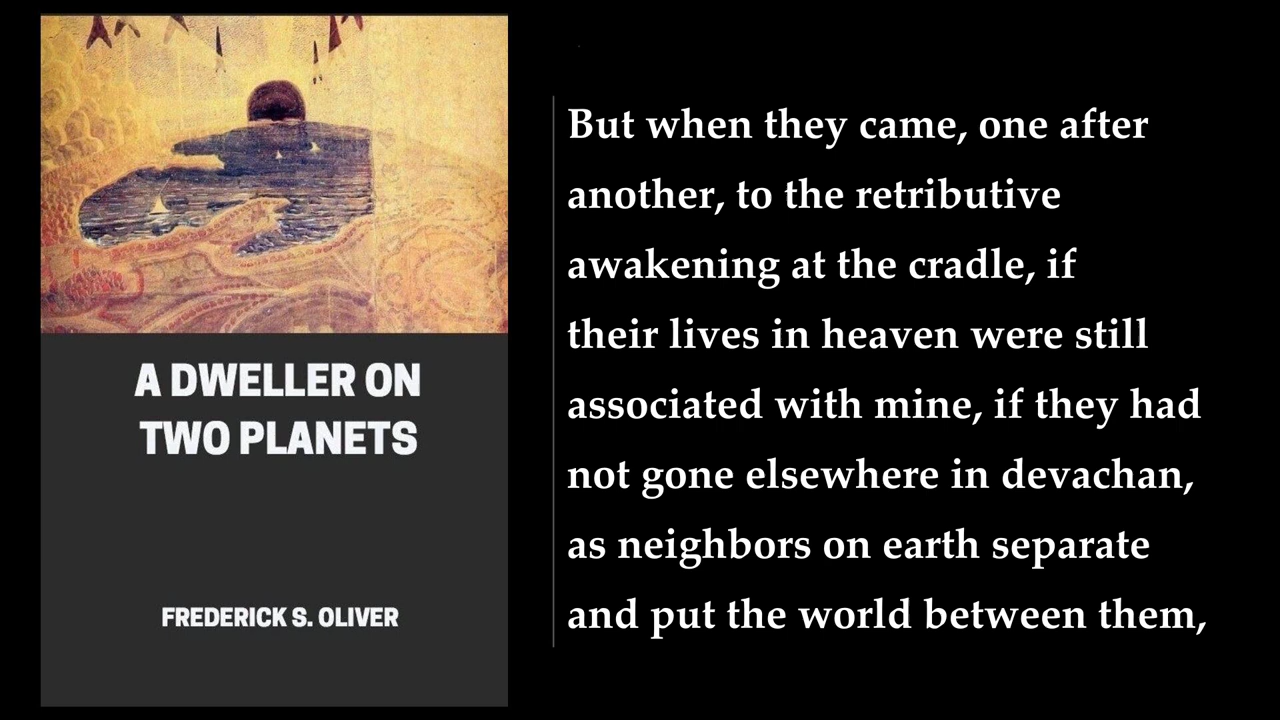 A DWELLER ON
TWO PLANETS
FREDERICK S. OLIVER
But when they came, one after
another, to the retributive
awakening at the cradle, if
their lives in heaven were still
associated with mine, if they had
not gone elsewhere in devachan,
as neighbors on earth separate
and put the world between them,